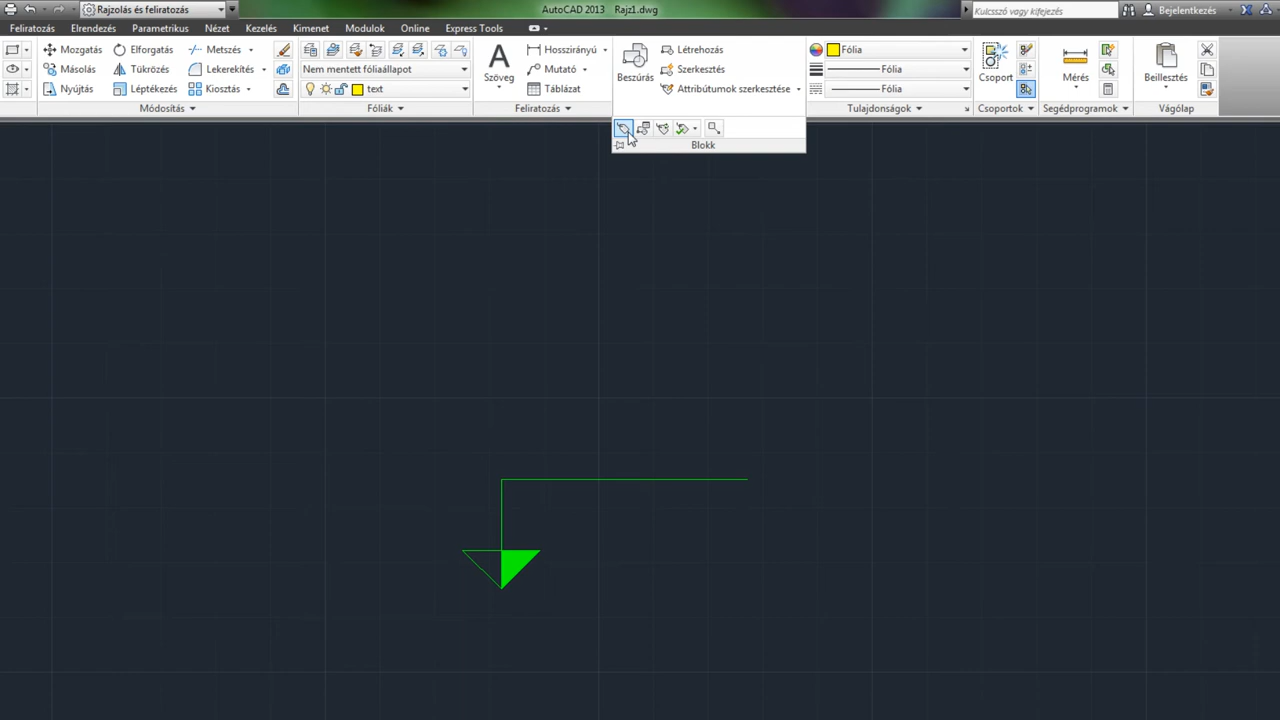 Rajzolás és feliratozás AutoCAD 2013 Rajz1.dwg Kulcsszó vagy kifejezés Bejelentkezés
Feliratozás Elrendezés Parametrikus Nézet Kezelés Kimenet Modulok Online Express Tools
Mozgatás Elforgatás Metszés Hosszirányú Létrehozás Fólia
Másolás Tükrözés Lekerekítés Nem mentett fóliaállapot Szöveg Mutató Beszúrás Szerkesztés Fólia Csoport Mérés Beillesztés
Nyújtás Léptékezés Kiosztás text Táblázat Attribútumok szerkesztése Fólia
Módosítás Fóliák Feliratozás Tulajdonságok Csoportok Segédprogramok Vágólap
Blokk